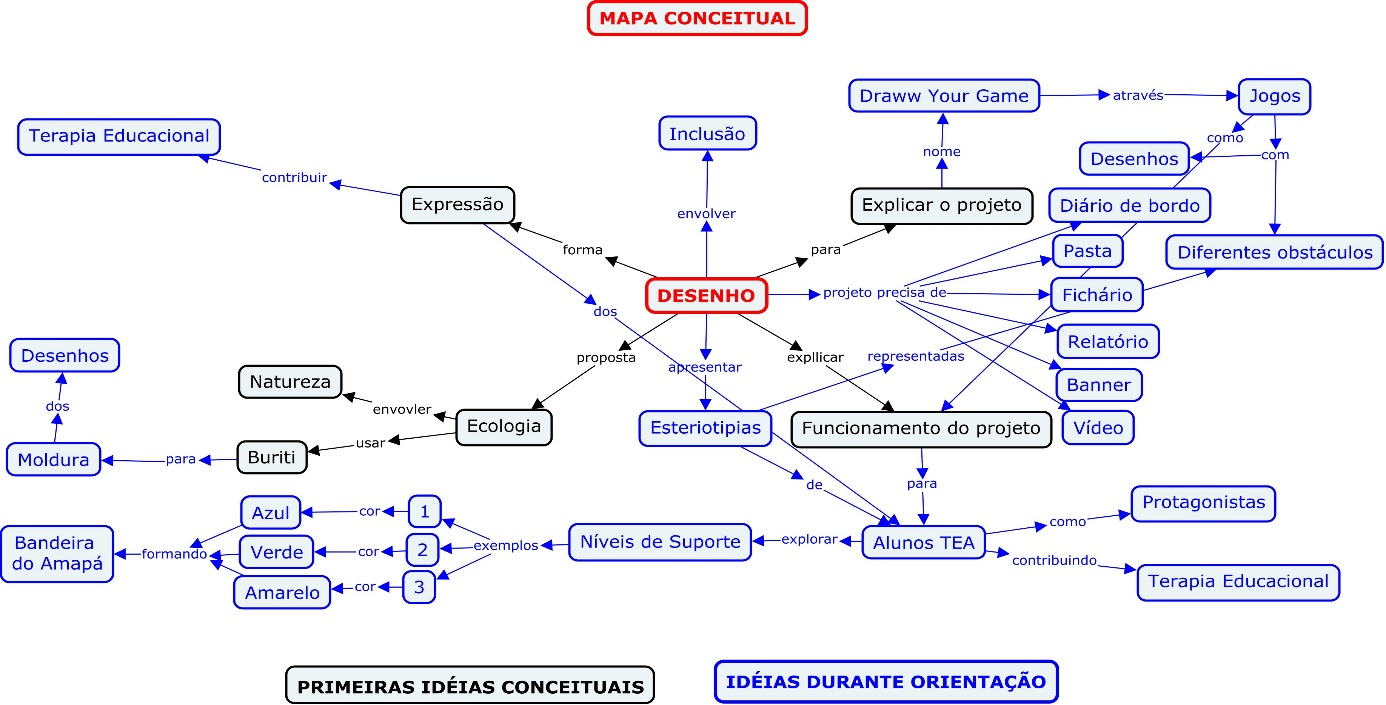 MAPA CONCEITUAL
Draww Your Game
através
Jogos
Terapia Educacional
Inclusão
como
nome
Desenhos
com
contribuir
Expressão
envolver
Explicar o projeto
Diário de bordo
forma
para
Pasta
Diferentes obstáculos
DESENHO
projeto precisa de
Fichário
dos
Relatório
Desenhos
proposta
apresentar
expllicar
representadas
Natureza
envovler
Banner
dos
Ecologia
Esteriotipias
Funcionamento do projeto
Vídeo
usar
Moldura
para
Buriti
de
para
Protagonistas
Azul
cor
1
como
Bandeira
do Amapá
formando
Verde
cor
2
exemplos
Níveis de Suporte
explorar
Alunos TEA
contribuindo
Amarelo
cor
3
Terapia Educacional
PRIMEIRAS IDÉIAS CONCEITUAIS
IDÉIAS DURANTE ORIENTAÇÃO